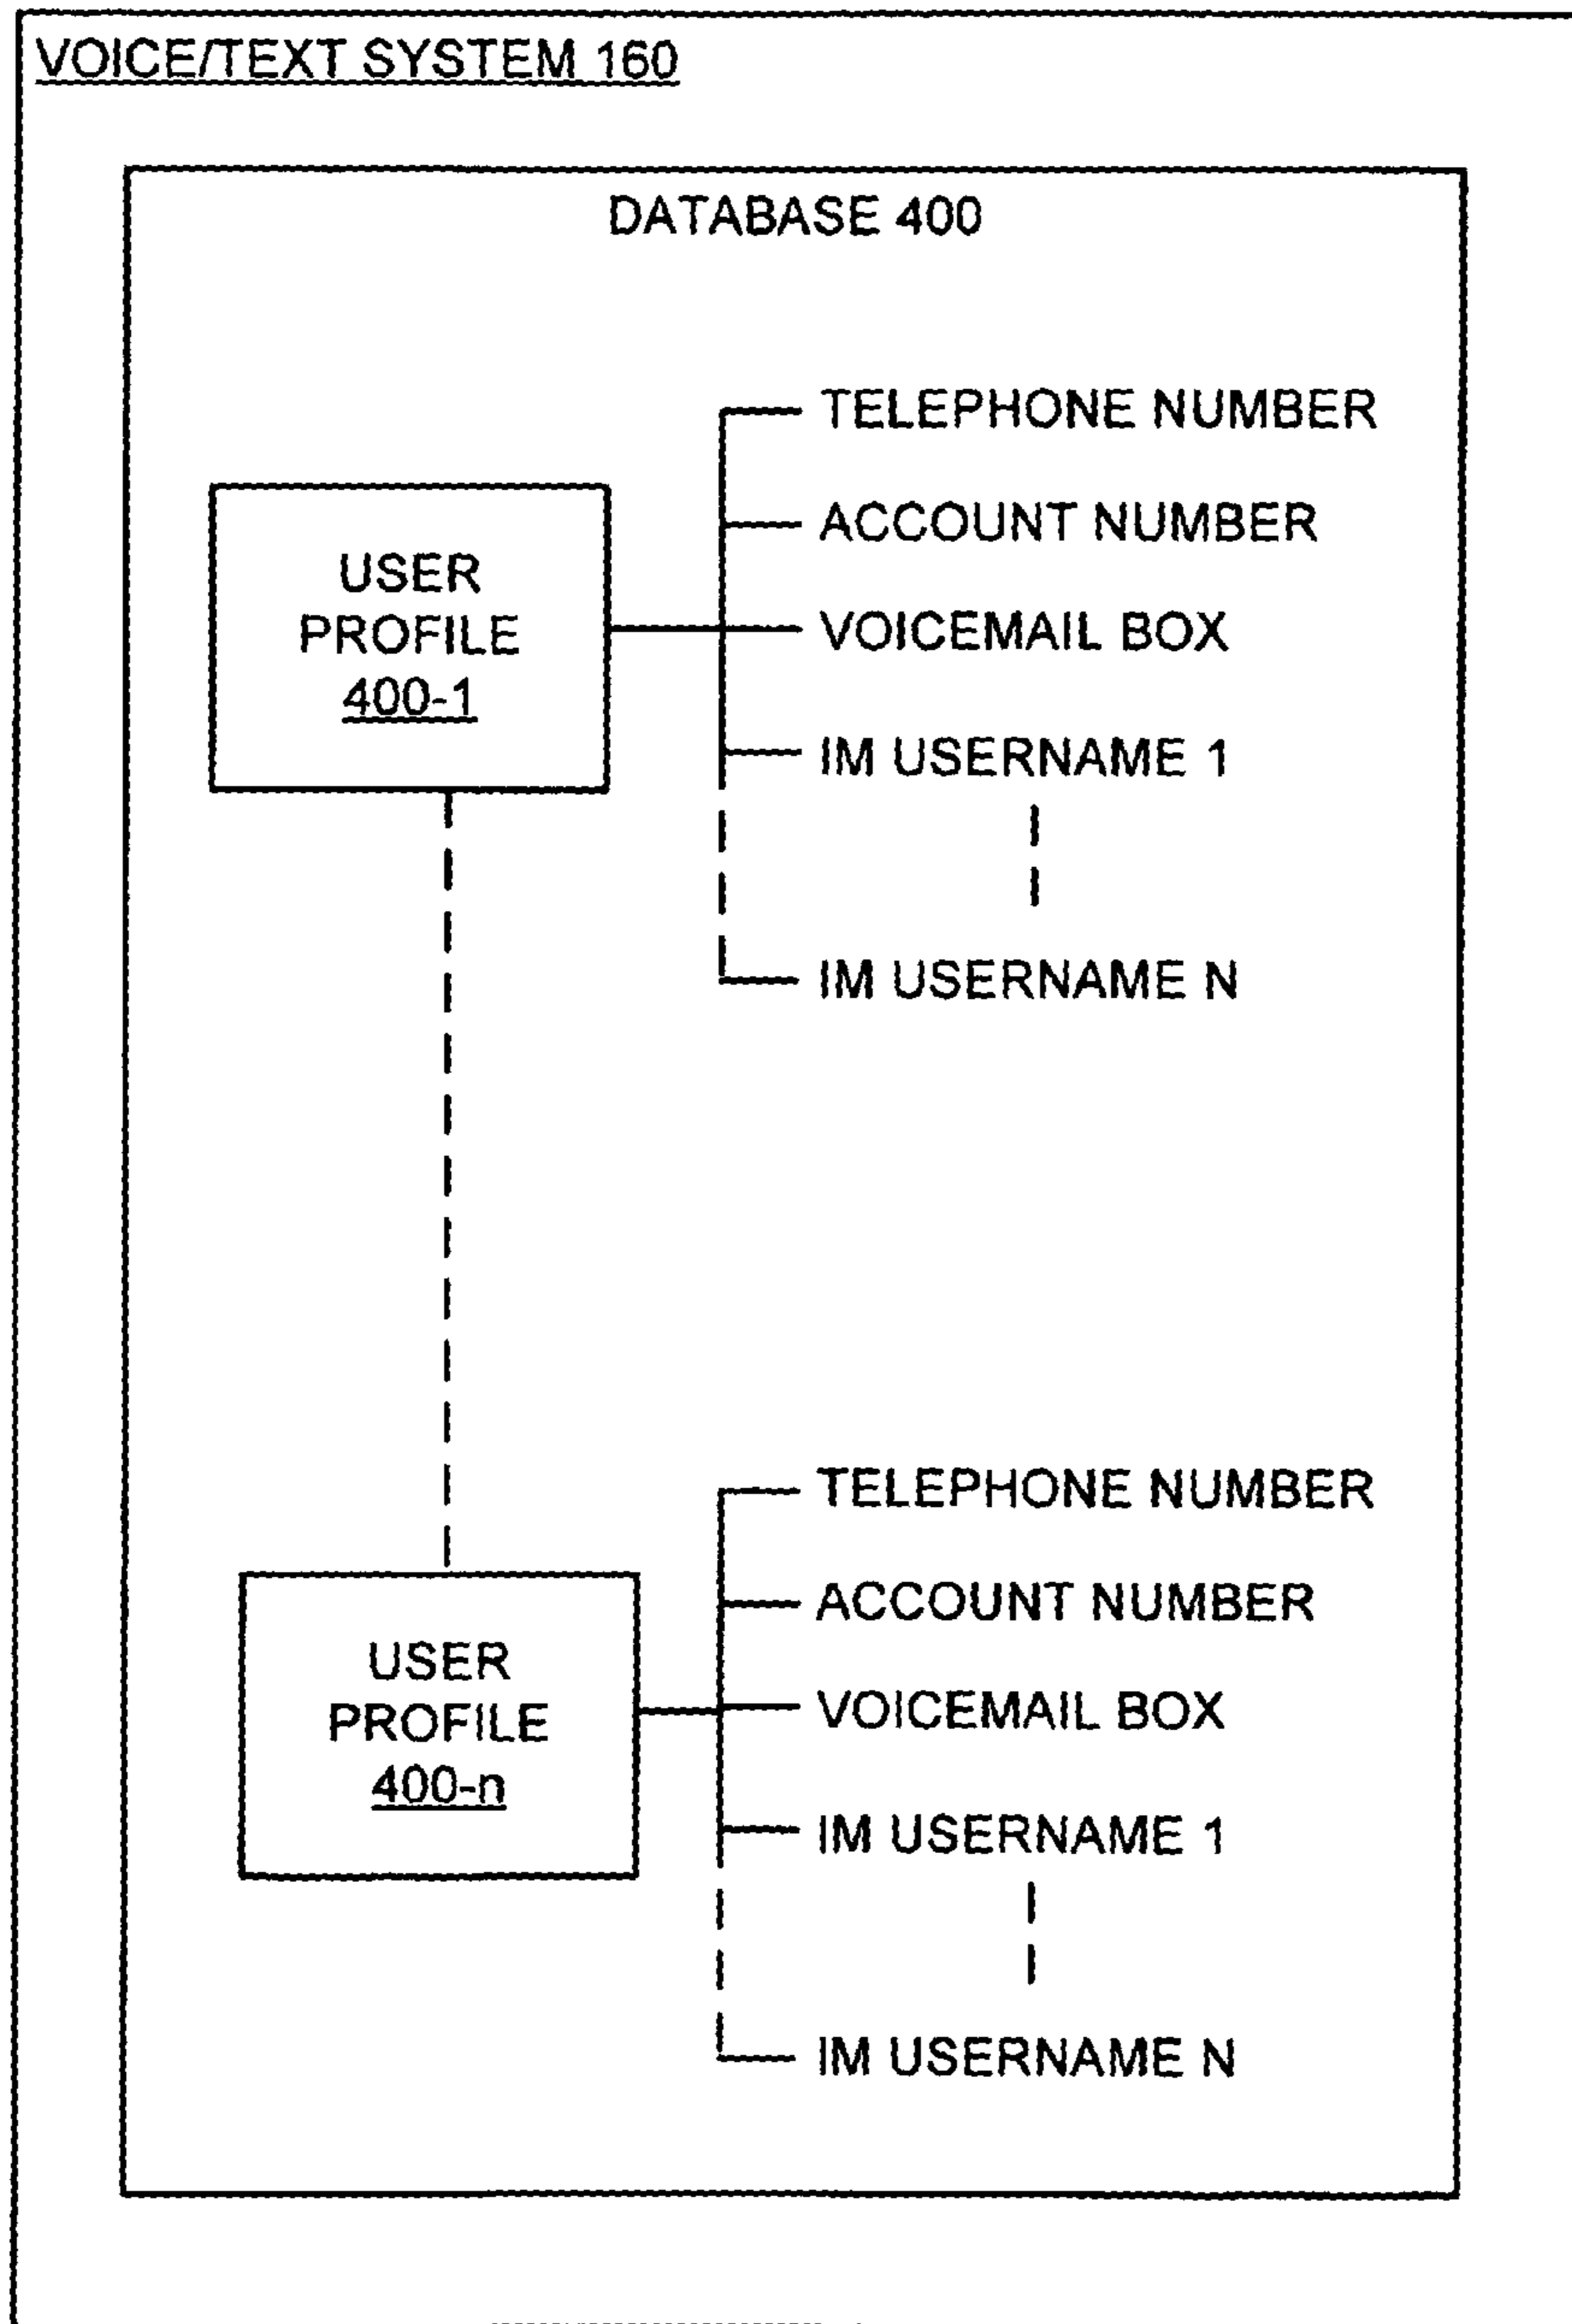 VOICE/TEXT SYSTEM 160
DATABASE 400
TELEPHONE NUMBER
ACCOUNT NUMBER
USER
PROFILE
400-1
VOICEMAIL BOX
IM USERNAME 1
IM USERNAME N
TELEPHONE NUMBER
ACCOUNT NUMBER
USER
PROFILE
400-n
VOICEMAIL BOX
IM USERNAME 1
IM USERNAME N